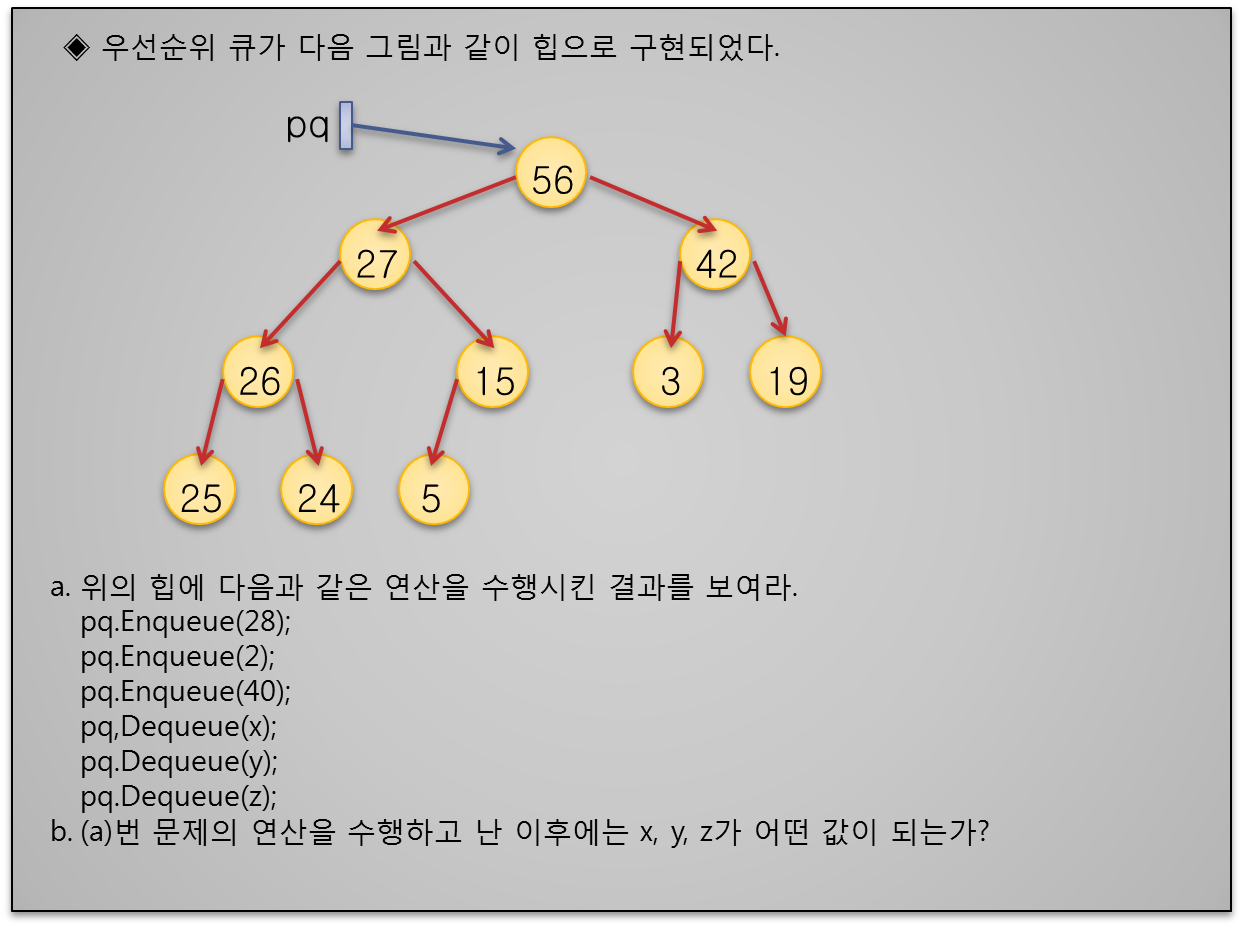 ◈ 우선순위 큐가 다음 그림과 같이 힙으로 구현되었다.
pq
56
27
42
26
15
3
19
25
24
5
a. 위의 힙에 다음과 같은 연산을 수행시킨 결과를 보여라.
pq.Enqueue(28);
pq.Enqueue(2);
pq.Enqueue(40);
pq,Dequeue(x);
pq.Dequeue(y);
pq.Dequeue(z);
b. (a)번 문제의 연산을 수행하고 난 이후에는 x, y, z가 어떤 값이 되는가?